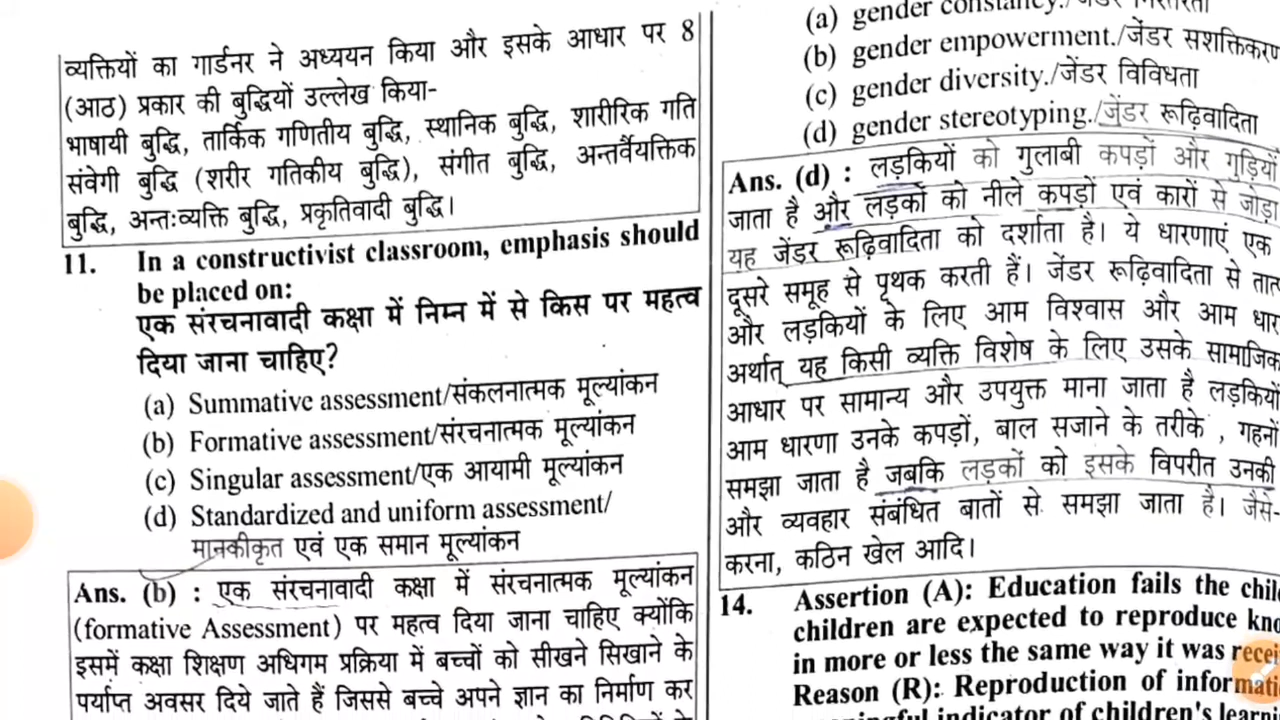 व्यक्तियों का गार्डनर ने अध्ययन किया और इसके आधार पर 8
(आठ) प्रकार की बुद्धियों उल्लेख किया-
भाषायी बुद्धि, तार्किक गणितीय बुद्धि, स्थानिक बुद्धि, शारीरिक गति
संवेगी बुद्धि (शरीर गतिकीय बुद्धि), संगीत बुद्धि, अन्तर्वैयक्तिक
बुद्धि, अन्तःव्यक्ति बुद्धि, प्रकृतिवादी बुद्धि।
11. In a constructivist classroom, emphasis should
be placed on:
एक संरचनावादी कक्षा में निम्न में से किस पर महत्व
दिया जाना चाहिए?
(a) Summative assessment/संकलनात्मक मूल्यांकन
(b) Formative assessment/संरचनात्मक मूल्यांकन
(c) Singular assessment/एक आयामी मूल्यांकन
(d) Standardized and uniform assessment/
मानकीकृत एवं एक समान मूल्यांकन
Ans. (b) : एक संरचनावादी कक्षा में संरचनात्मक मूल्यांकन
(formative Assessment) पर महत्व दिया जाना चाहिए क्योंकि
इसमें कक्षा शिक्षण अधिगम प्रक्रिया में बच्चों को सीखने सिखाने के
पर्याप्त अवसर दिये जाते हैं जिससे बच्चे अपने ज्ञान का निर्माण कर
(a) gender constancy./जेंडर
(b) gender empowerment./जेंडर सशक्तिकरण
(c) gender diversity./जेंडर विविधता
(d) gender stereotyping./जेंडर रूढ़िवादिता
Ans. (d) : लड़कियों को गुलाबी कपड़ों और गुड़ियों
जाता है और लड़कों को नीले कपड़ों एवं कारों से जोड़ा
यह जेंडर रूढ़िवादिता को दर्शाता है। ये धारणाएं एक
दूसरे समूह से पृथक करती हैं। जेंडर रूढ़िवादिता से
और लड़कियों के लिए आम विश्वास और आम
अर्थात् यह किसी व्यक्ति विशेष के लिए उसके सामाजिक
आधार पर सामान्य और उपयुक्त माना जाता है लड़कियों
आम धारणा उनके कपड़ों, बाल सजाने के तरीके , गहनों
समझा जाता है जबकि लड़कों को इसके विपरीत उनकी
और व्यवहार संबंधित बातों से समझा जाता है। जैसे-
करना, कठिन खेल आदि।
14. Assertion (A): Education fails the
children are expected to reproduce
in more or less the same way it was
Reason (R): Reproduction of
indicator of children's